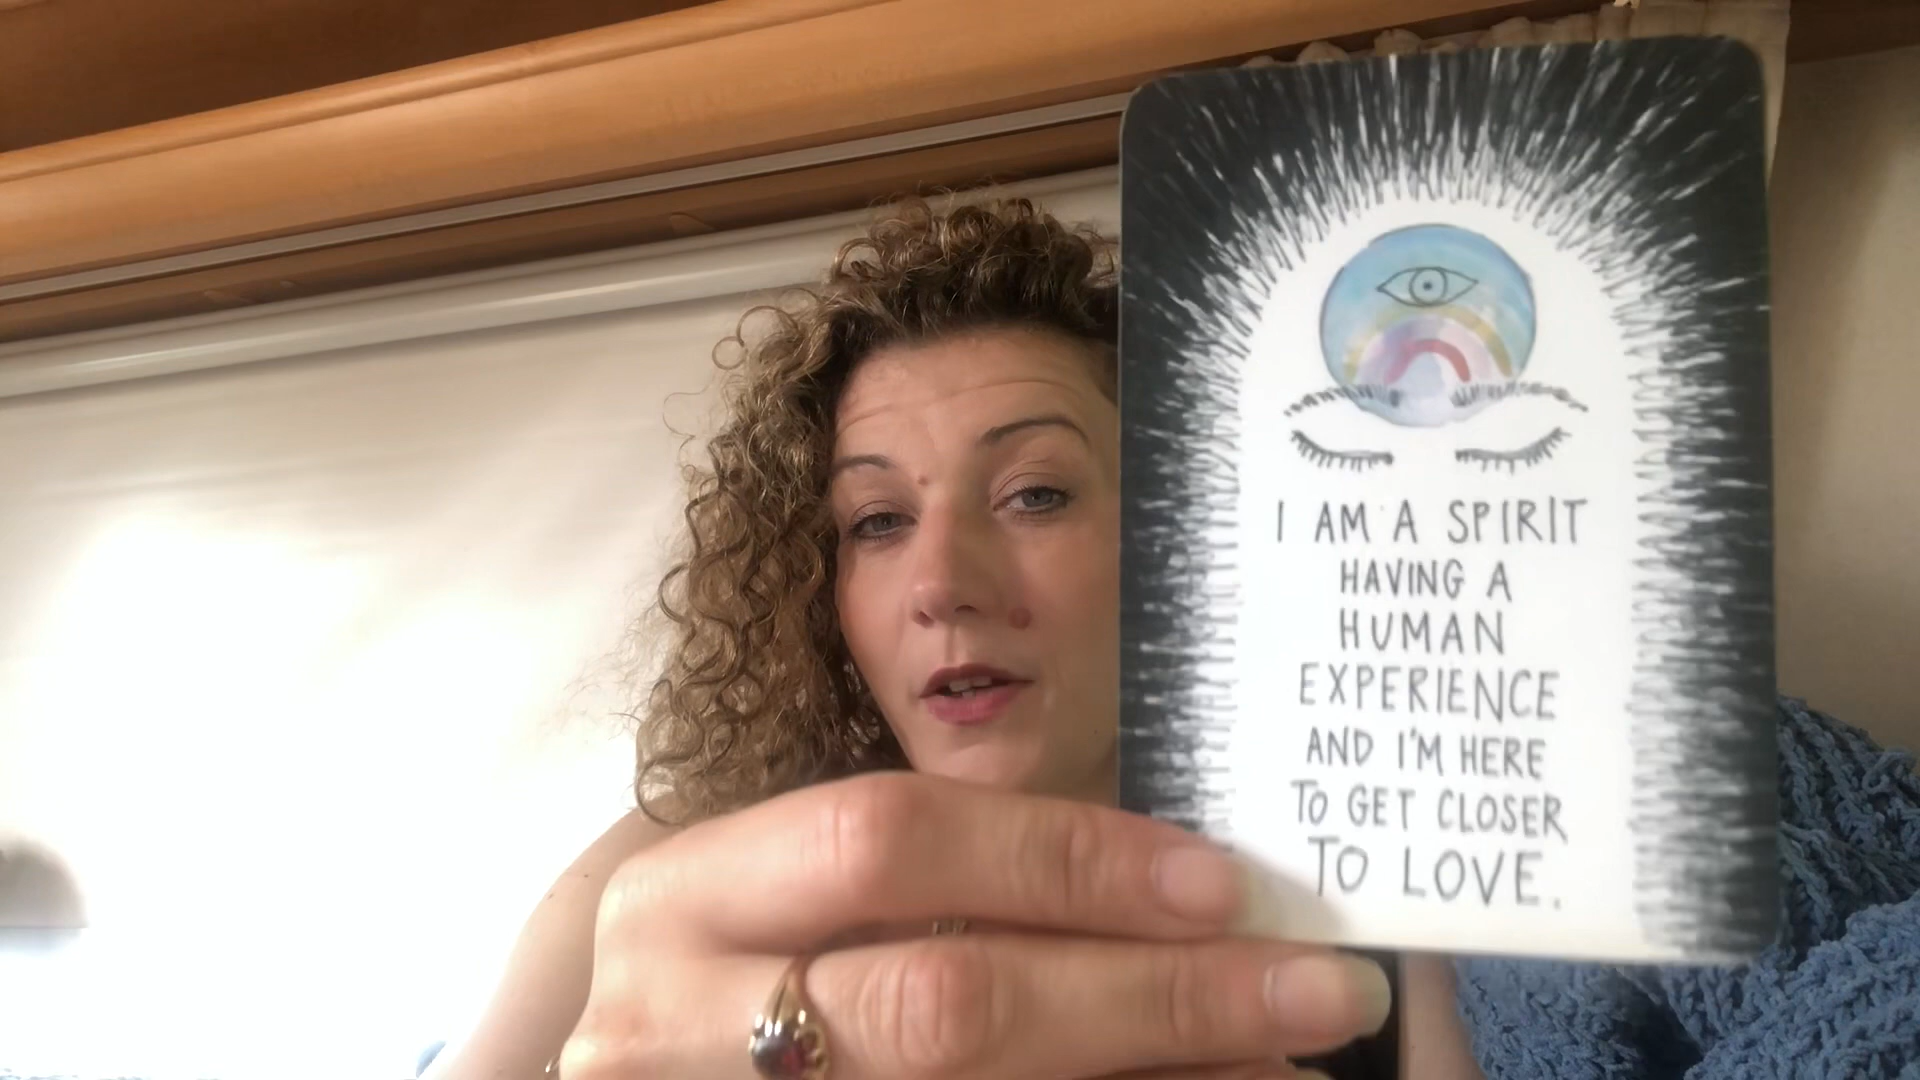 I AM A SPIRIT
HAVING A
HUMAN
EXPERIENCE
AND I'M HERE
TO GET CLOSER
TO LOVE.